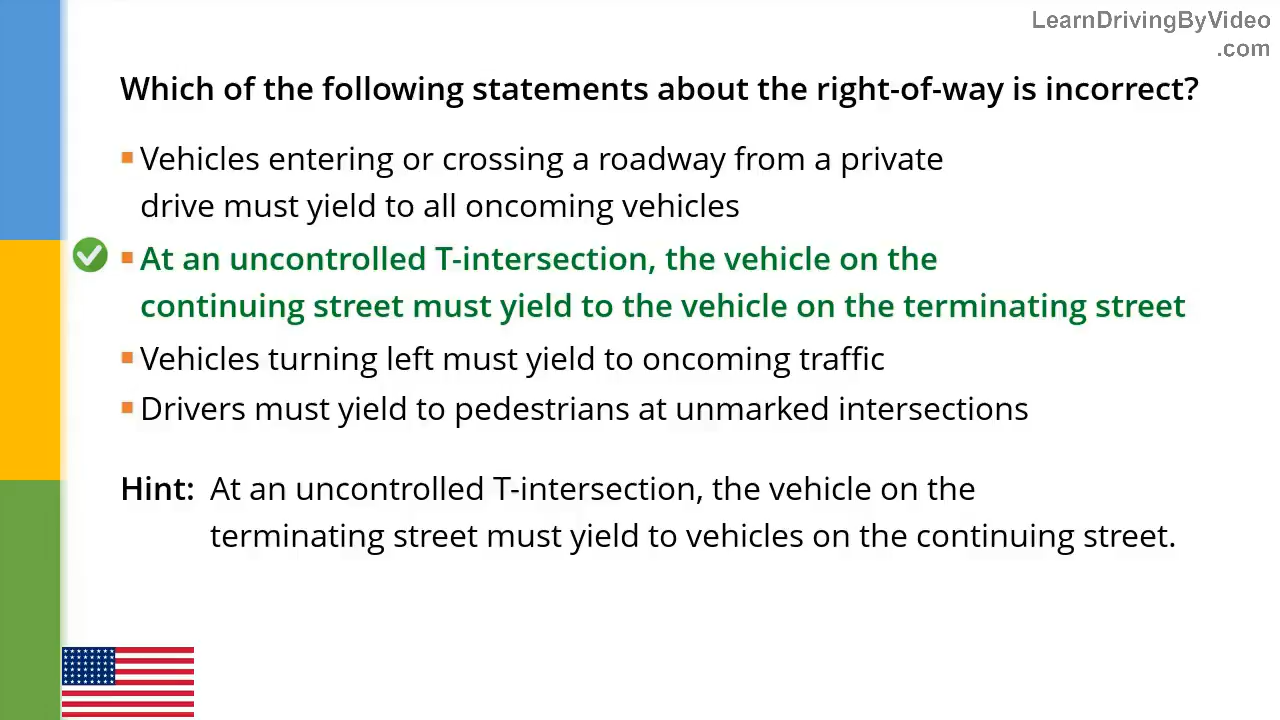 LearnDrivingByVideo
.com
Which of the following statements about the right-of-way is incorrect?
Vehicles entering or crossing a roadway from a private
drive must yield to all oncoming vehicles
At an uncontrolled T-intersection, the vehicle on the
continuing street must yield to the vehicle on the terminating street
Vehicles turning left must yield to oncoming traffic
Drivers must yield to pedestrians at unmarked intersections
Hint: At an uncontrolled T-intersection, the vehicle on the
terminating street must yield to vehicles on the continuing street.